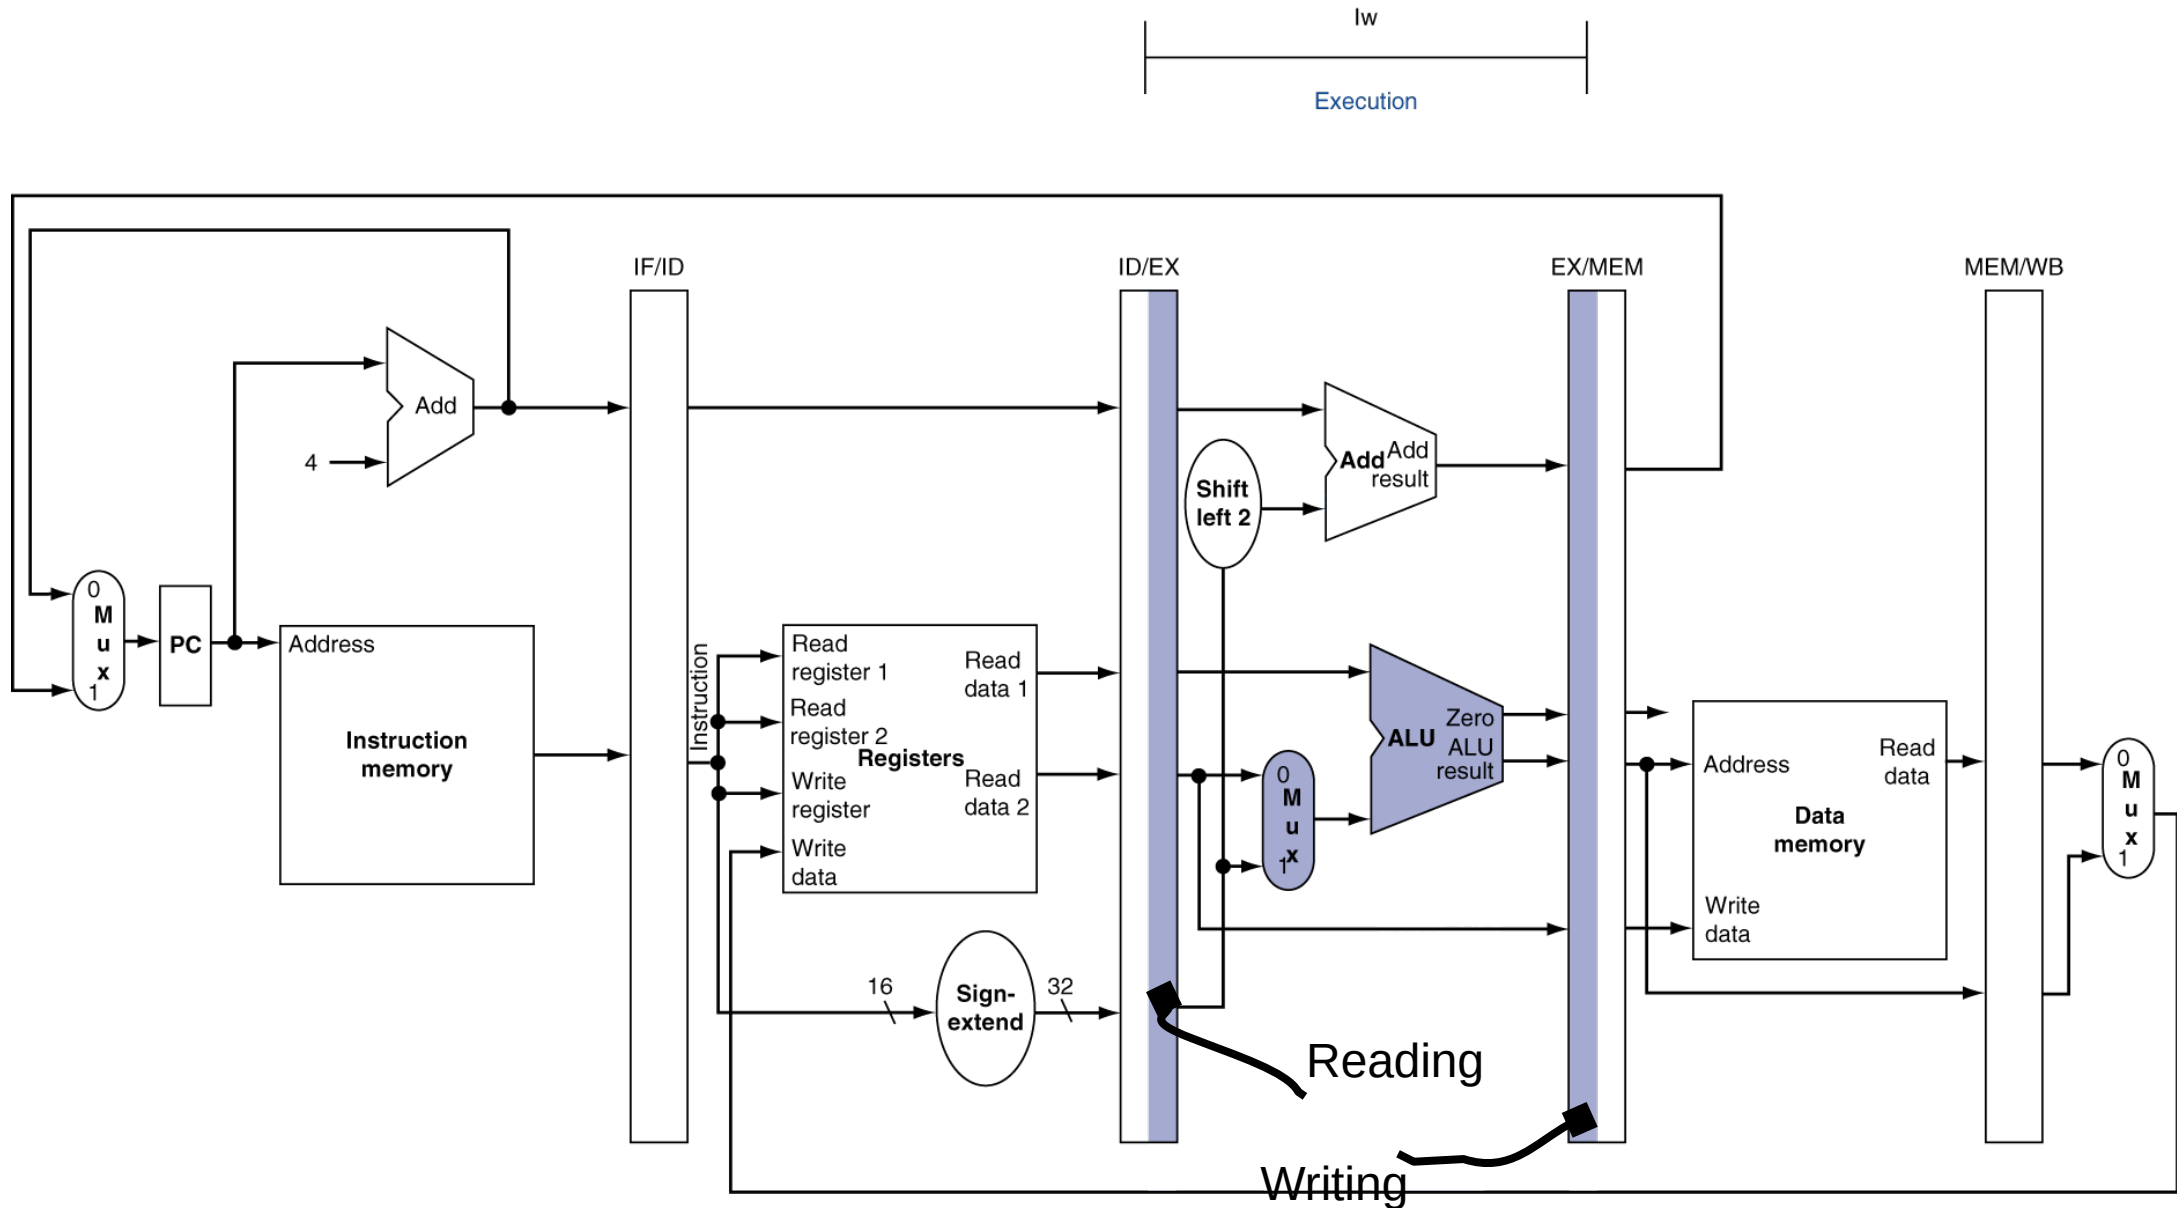 lw
Execution
IF/ID
ID/EX
EX/MEM
MEM/WB
Add
4
Add
Add
result
Shift
left 2
0
M
u
x
1
PC
Address
Instruction
memory
Instruction
Read
register 1
Read
register 2
Write
register
Write
data
Registers
Read
data 1
Read
data 2
16
Sign-
extend
32
0
M
u
x
1
ALU
Zero
ALU
result
Address
Read
data
Data
memory
Write
data
0
M
u
x
1
Reading
Writing